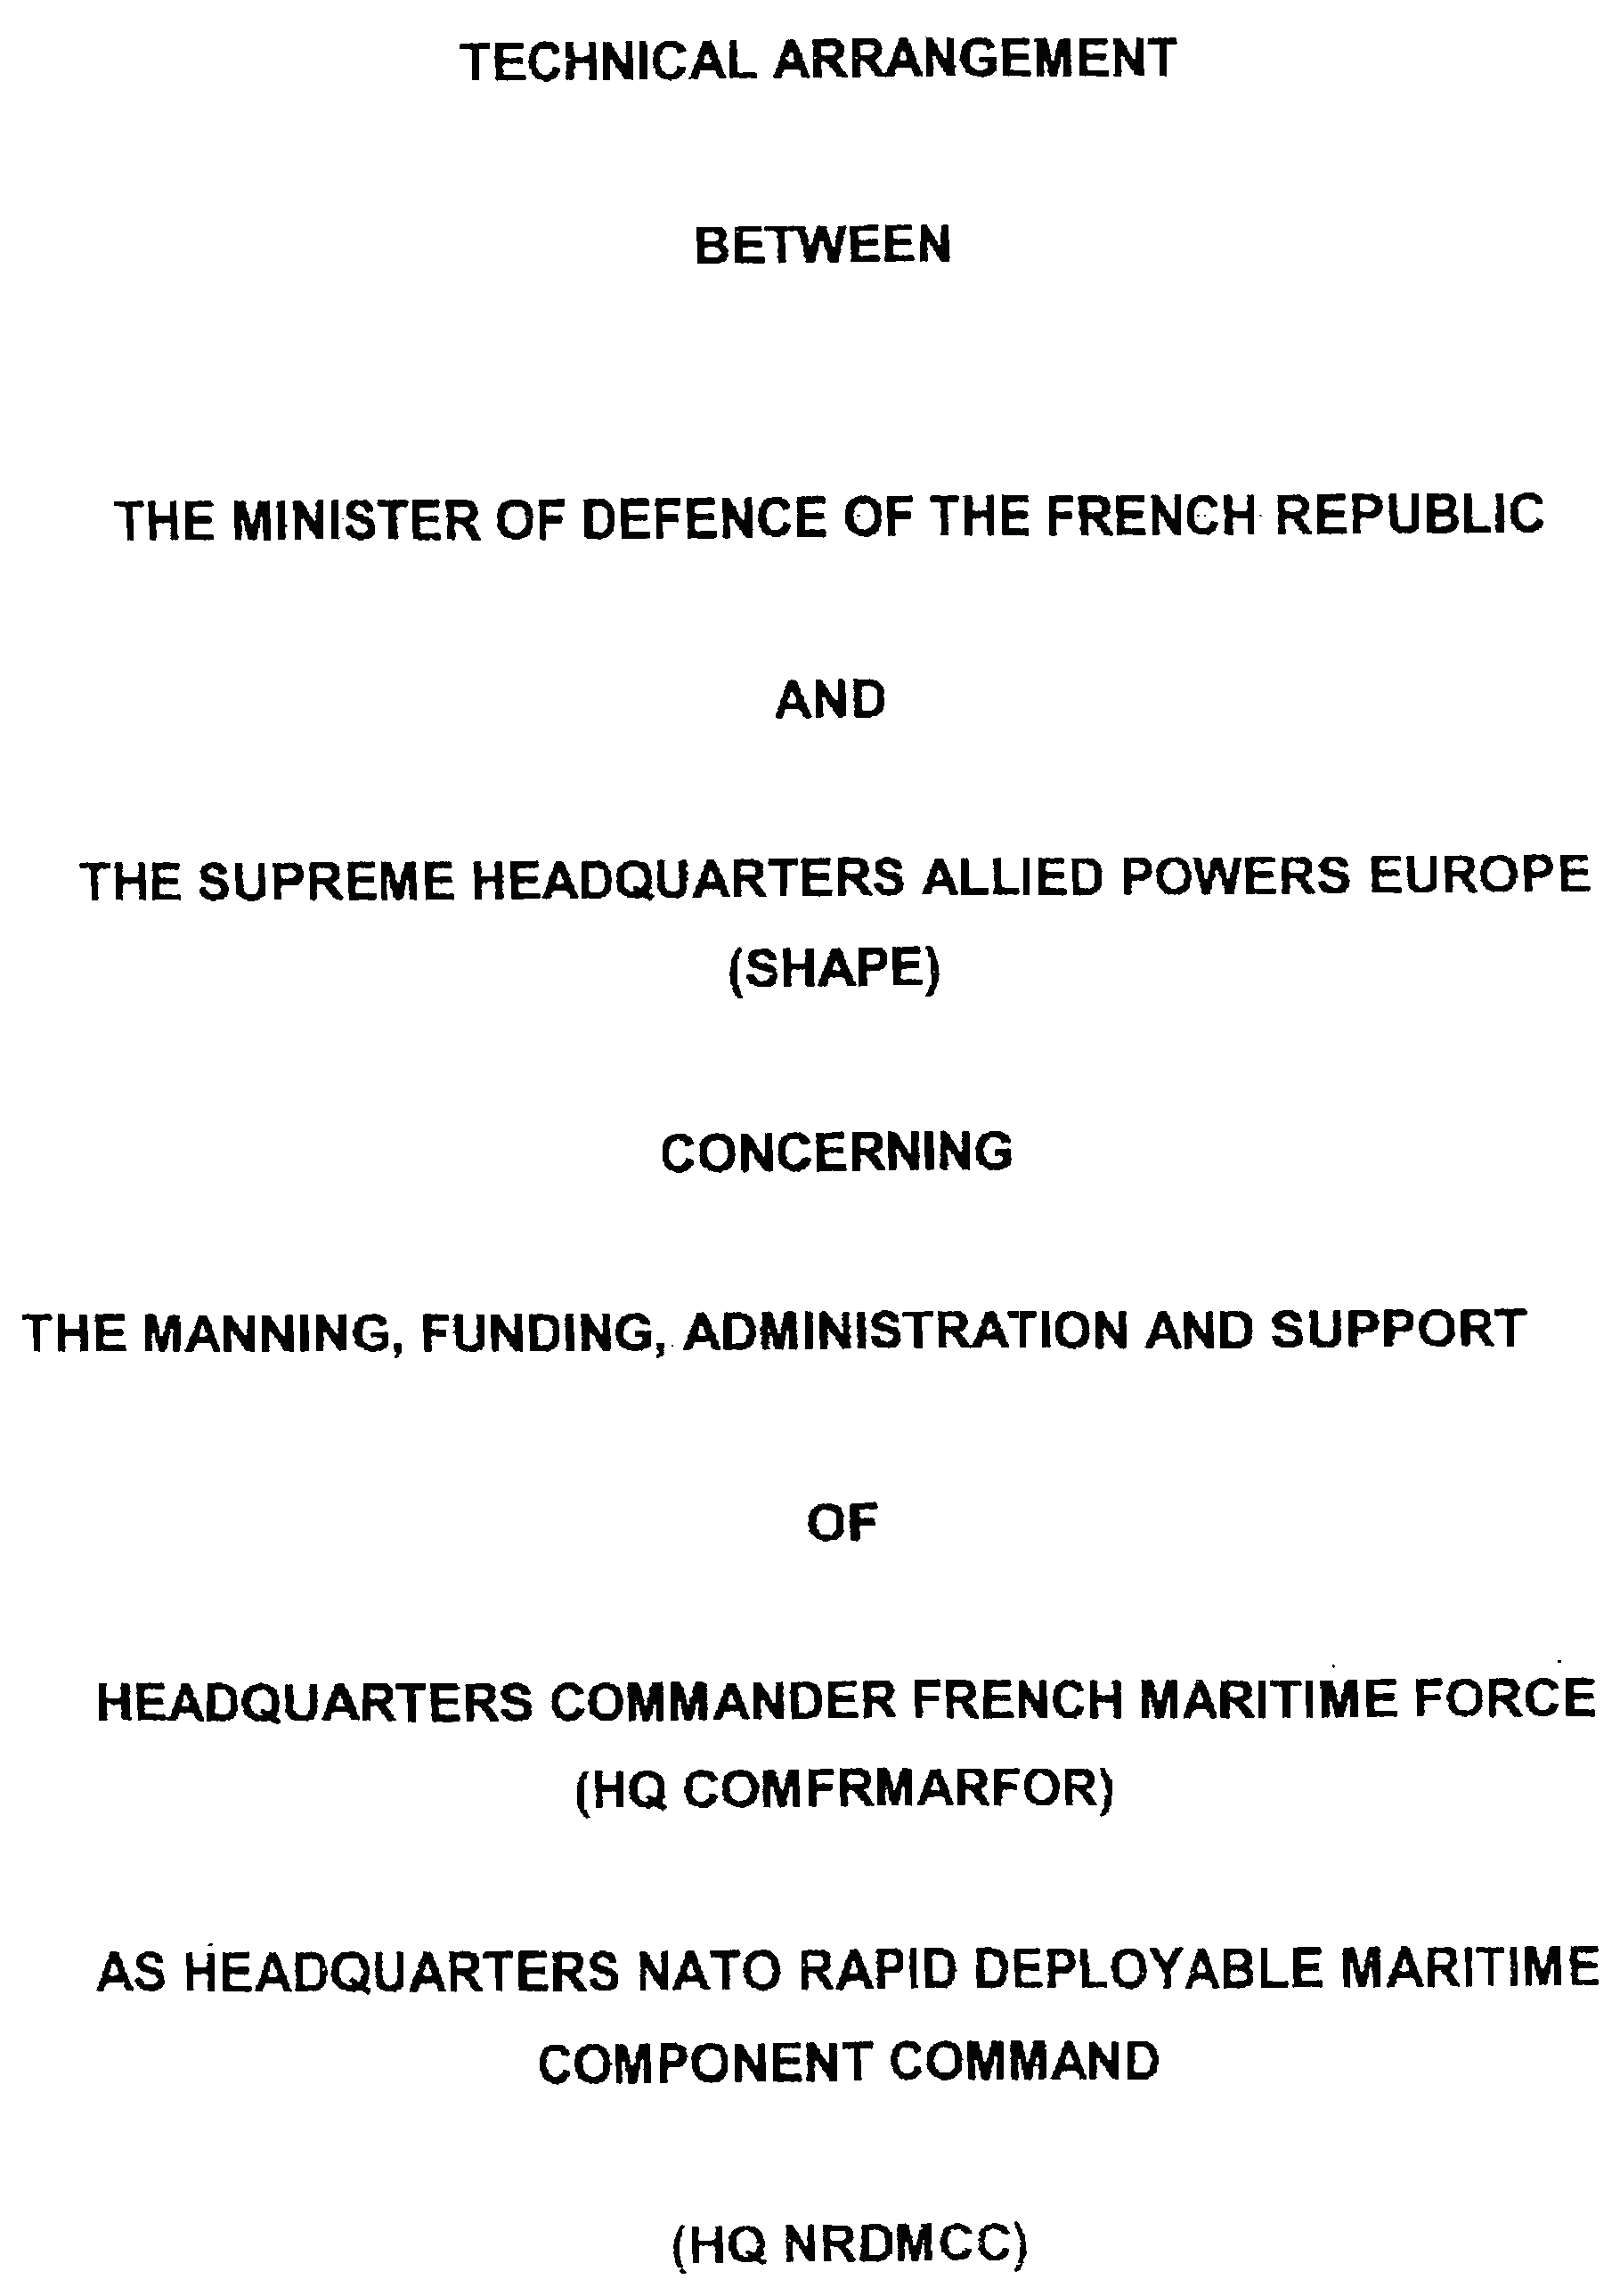 TECHNICAL ARRANGEMENT
BETWEEN
THE MINISTER OF DEFENCE OF THE FRENCH REPUBLIC
AND
THE SUPREME HEADQUARTERS ALLIED POWERS EUROPE
(SHAPE)
CONCERNING
THE MANNING, FUNDING, ADMINISTRATION AND SUPPORT
OF
HEADQUARTERS COMMANDER FRENCH MARITIME FORCE
(HQ COMFRMARFOR)
AS HEADQUARTERS NATO RAPID DEPLOYABLE MARITIME
COMPONENT COMMAND
(HQ NRDMCC)